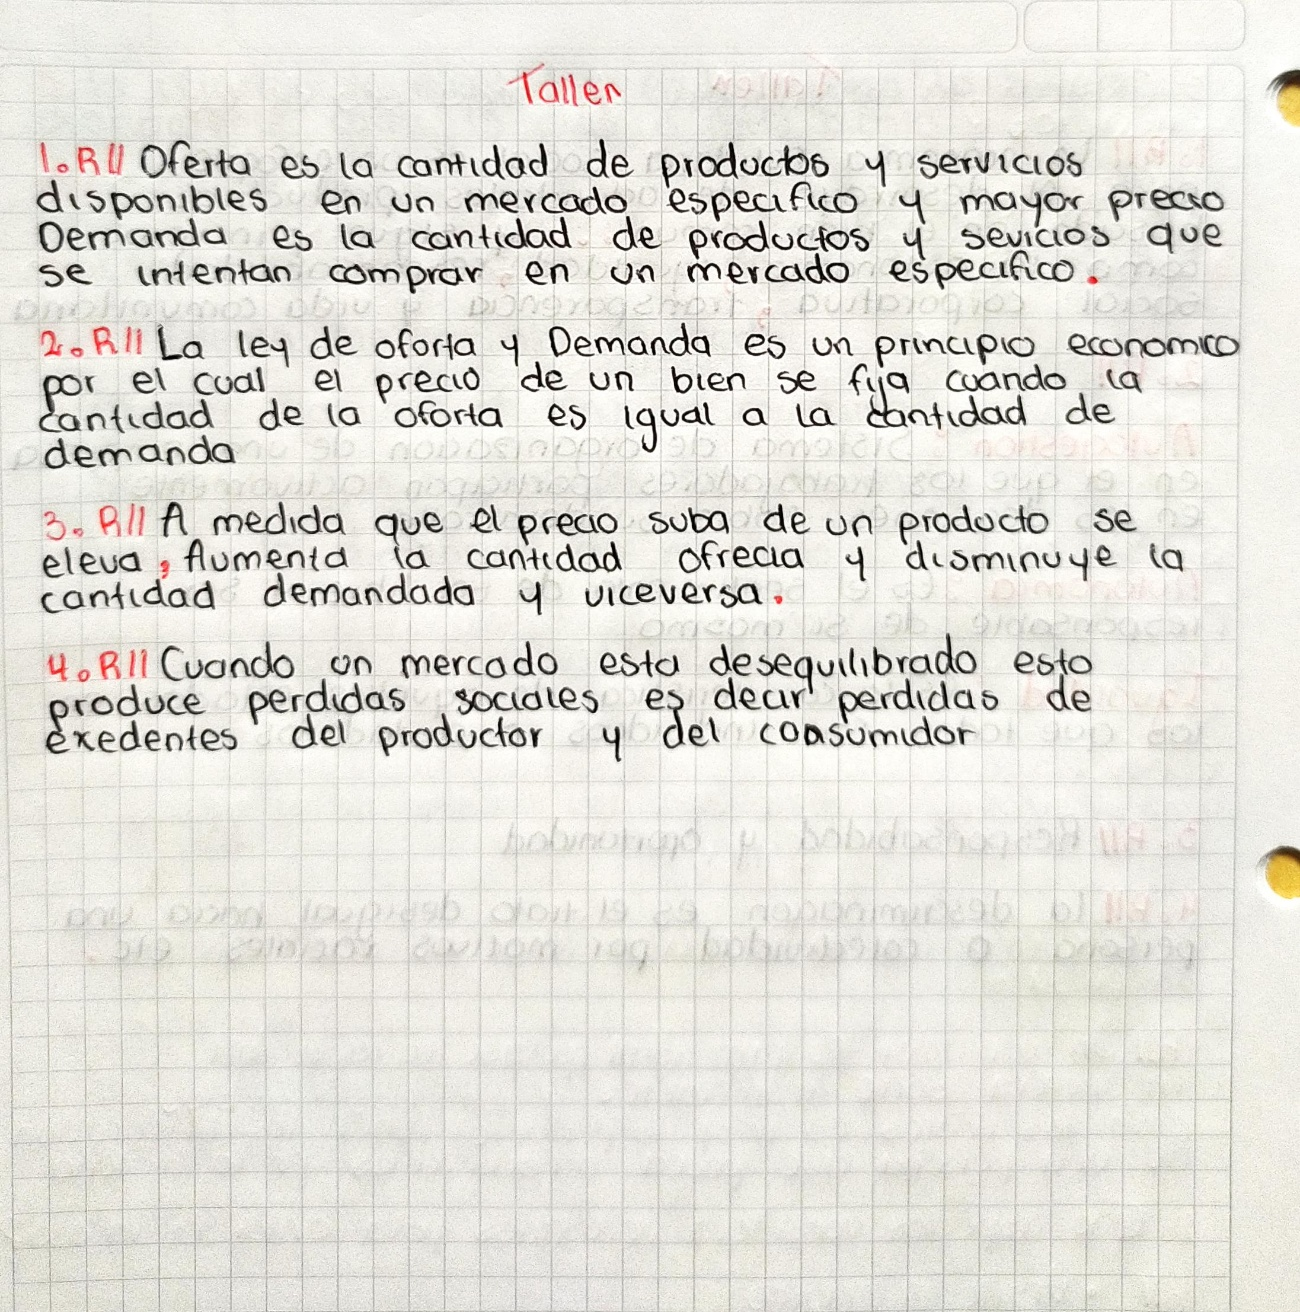 Taller
1. R// Oferta es la cantidad de productos y servicios
disponibles en un mercado especifico y mayor precio
Demanda es la cantidad de productos y sevicios que
se intentan comprar en un mercado especifico.
2. R// La ley de oforta y Demanda es un principio economico
por el cual el precio de un bien se fija cuando la
cantidad de la oforta es igual a la cantidad de
demanda
3. R// A medida que el precio suba de un producto se
eleva, Aumenta la cantidad ofrecia y disminuye la
cantidad demandada y viceversa.
4. R// Cuando un mercado esta desequilibrado esto
produce perdidas sociales es decir perdidas de
exedentes del productor y del consumidor